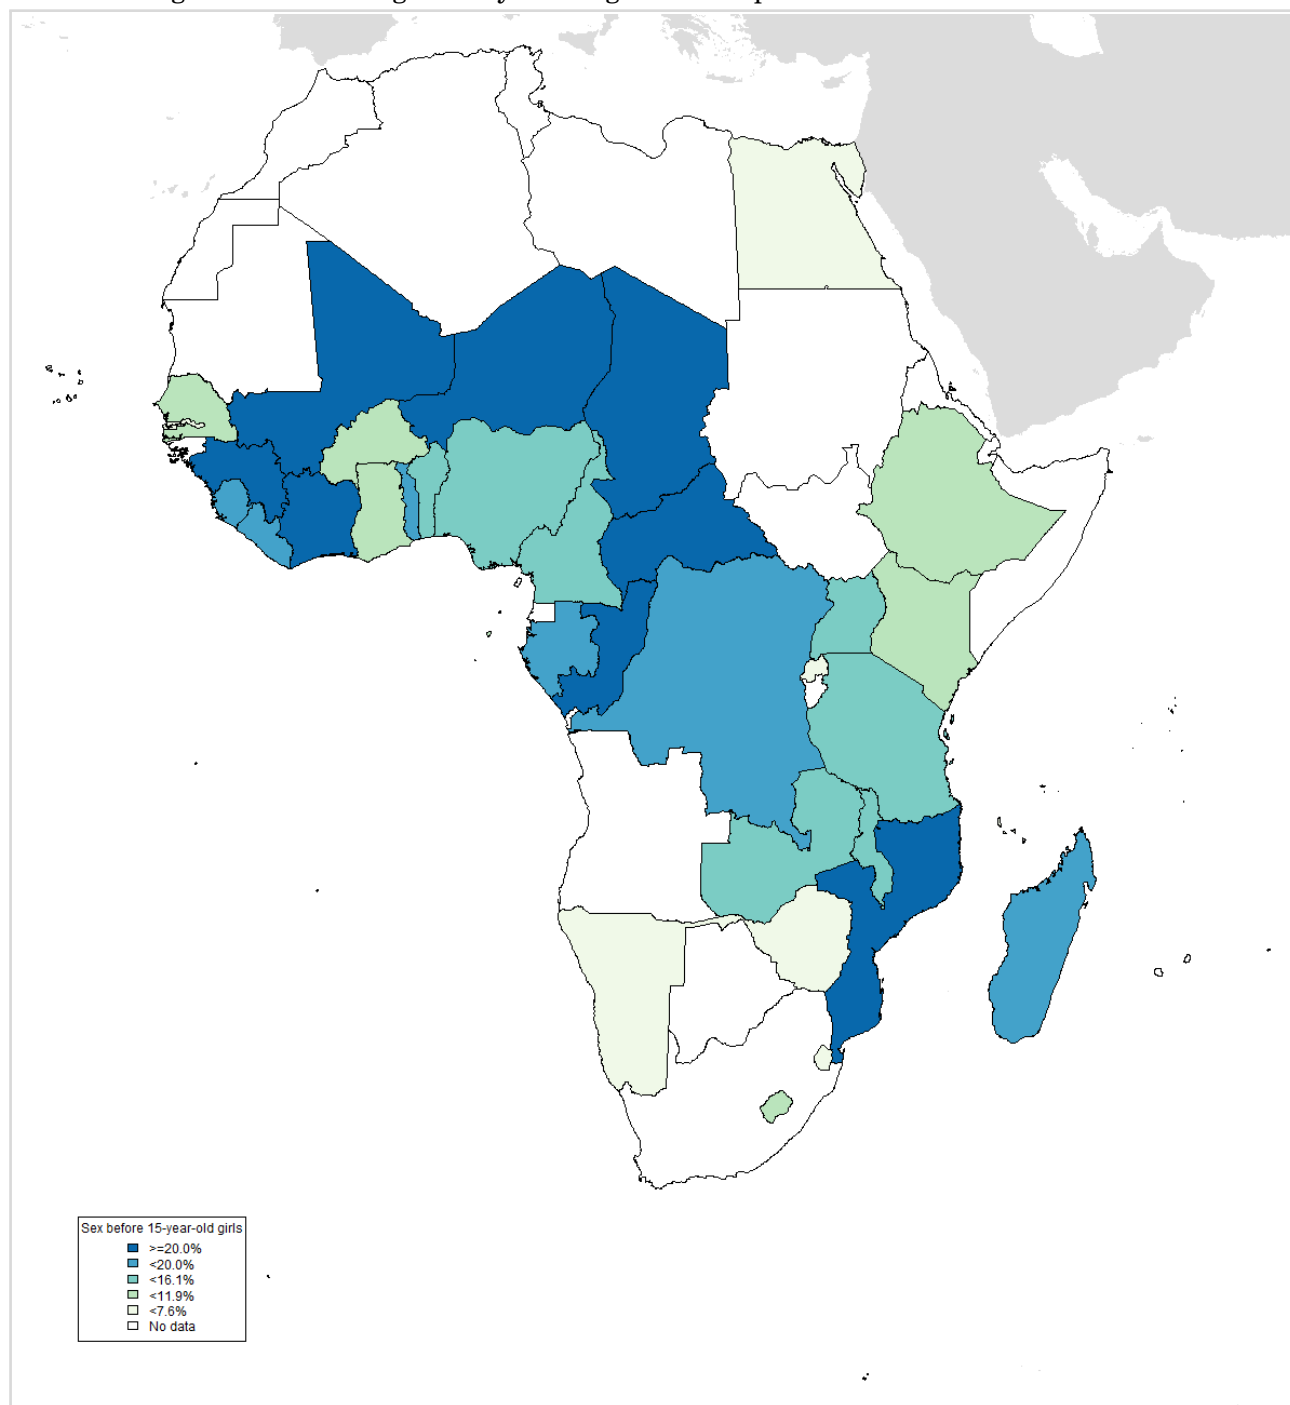 Sex before 15-year-old girls
>=20.0%
<20.0%
<16.1%
<11.9%
<7.6%
No data